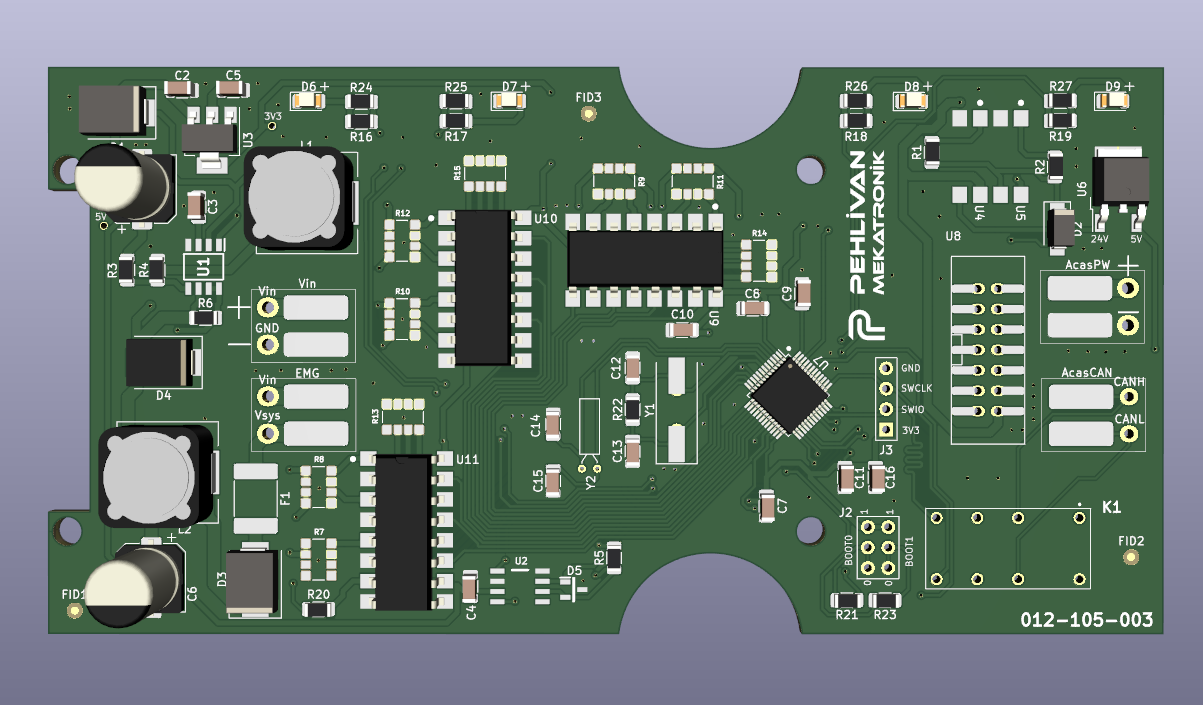 C2
C5
D6 +
R24
R25
D7 +
FID3
R26
D8 +
R27
D9 +
3V3
U3
R16
R17
R18
R19
R1
R2
L1
R15
R9
R11
PEHLİVAN
MEKATRONİK
C3
5V
+
R12
U10
R14
U4
U5
U6
D2
24V
5V
U8
R3
R4
U1
AcasPW
+
R6
Vin
Vin
+
R10
C6
C9
U9
C10
GND
C12
U7
GND
SWCLK
SWIO
3V3
J3
AcasCAN
CANH
CANL
D4
EMG
Vin
Vsys
R13
C14
R22
Y1
C13
R8
U11
C15
Y2
C11
C16
L2
F1
C7
J2
1
1
K1
R7
BOOT0
BOOT1
0
0
FID2
+
C6
D3
U2
D5
R5
FID1
R20
C4
R21
R23
012-105-003